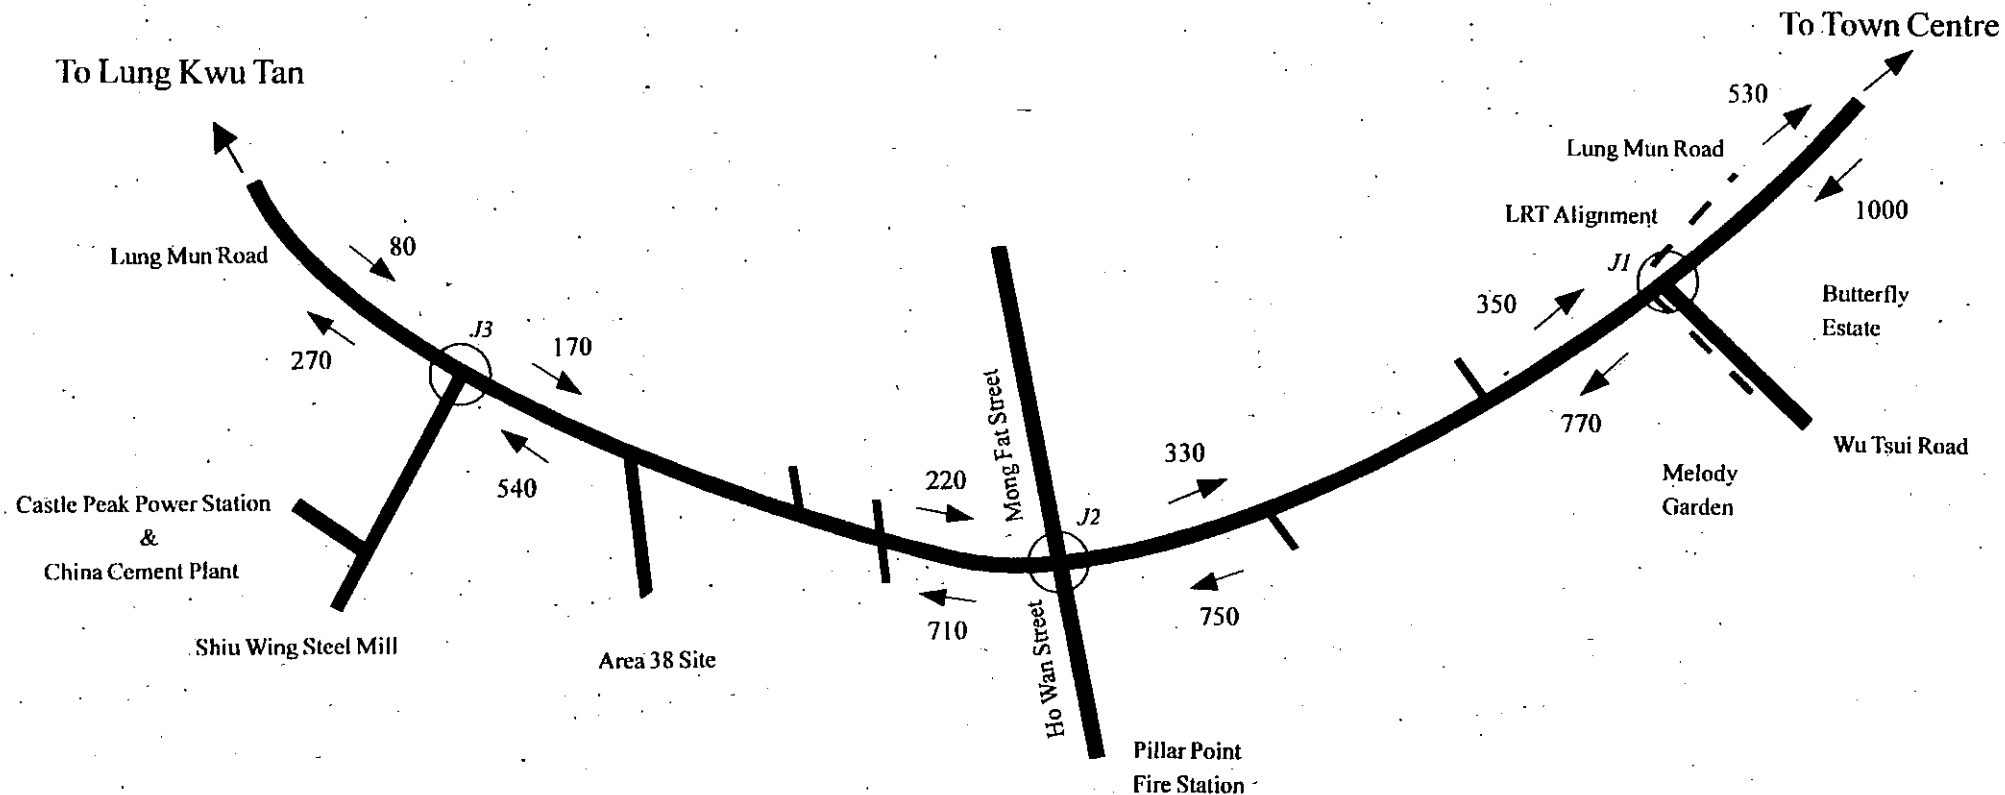 To Town Centre
To Lung Kwu Tan
530
Lung Mun Road
LRT Alignment
1000
80
Lung Mun Road
J1
Butterfly
Estate
350
J3
170
270
770
Wu Tsui Road
Mong Fat Street
330
Melody
Garden
540
220
Castle Peak Power Station
&
China Cement Plant
J2
750
710
Ho Wan Street
Shiu Wing Steel Mill
Area 38 Site
Pillar Point
Fire Station